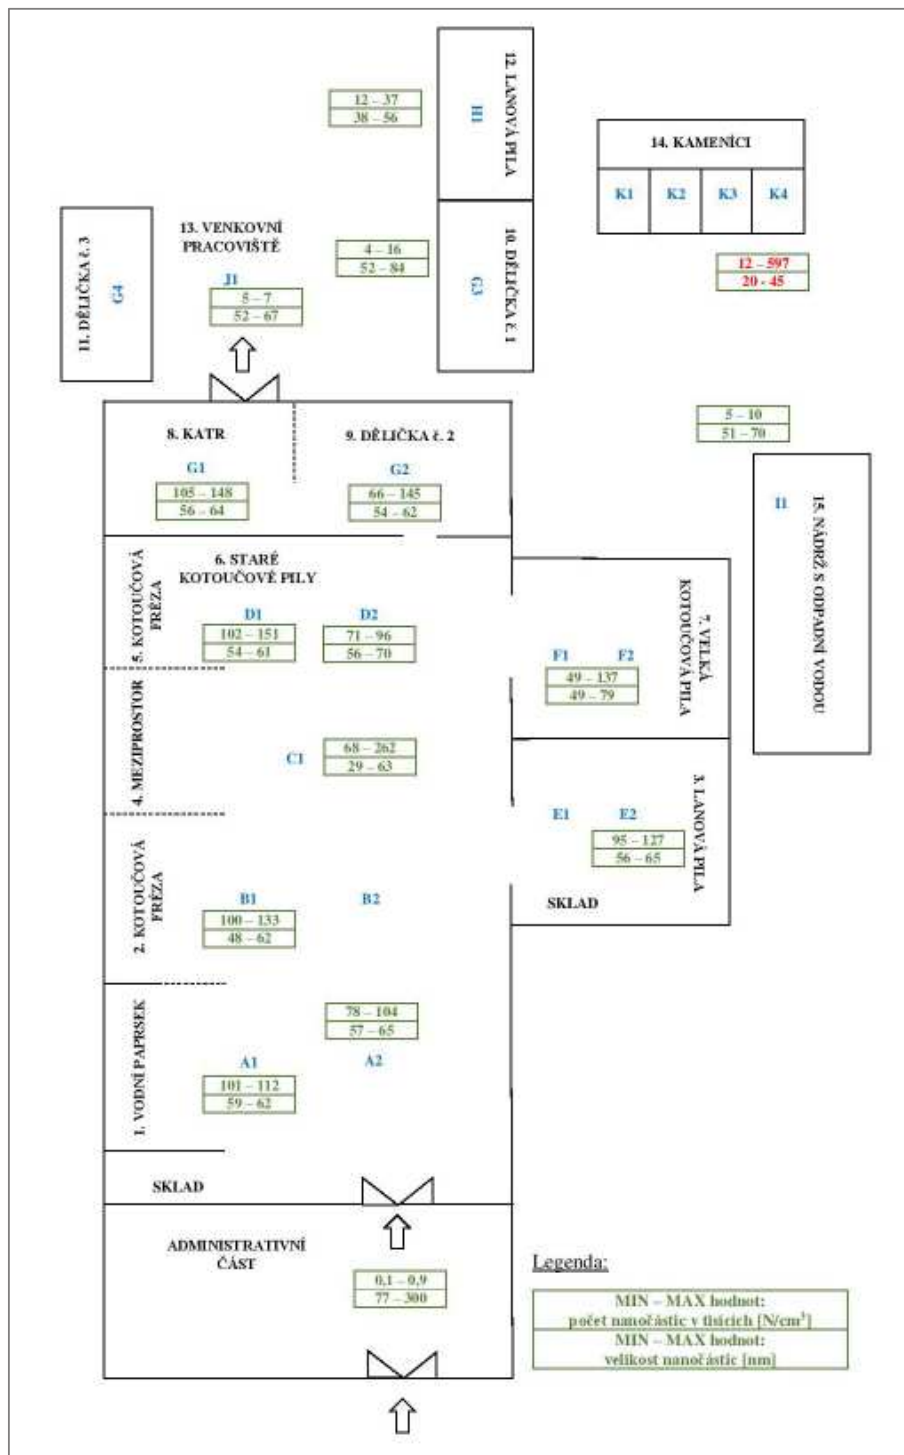 12. LANOVÁ PILA
H1
12 – 37
38 – 56
14. KAMENÍCI
K1 K2 K3 K4
12 – 597
20 - 45
13. VENKOVNÍ
PRACOVIŠTĚ
J1
5 – 7
52 – 67
4 – 16
52 – 84
10. DĚLIČKA č. 1
G3
11. DĚLIČKA č. 3
G4
8. KATR
G1
105 – 148
56 – 64
9. DĚLIČKA č. 2
G2
66 – 145
54 – 62
5 – 10
51 – 70
I1
15. NÁDRŽ S ODPADNÍ VODOU
5. KOTOUČOVÁ
FRÉZA
6. STARÉ
KOTOUČOVÉ PILY
D1
102 – 151
54 – 61
D2
71 – 96
56 – 70
7. VELKÁ
KOTOUČOVÁ PILA
F1 F2
49 – 137
49 – 79
4. MEZIPROSTOR
C1
68 – 262
29 – 63
3. LANOVÁ PILA
E1 E2
95 – 127
56 – 65
SKLAD
2. KOTOUČOVÁ
FRÉZA
B1 B2
100 – 133
48 – 62
1. VODNÍ PAPRSEK
78 – 104
57 – 65
A1 A2
101 – 112
59 – 62
SKLAD
ADMINISTRATIVNÍ
ČÁST
0,1 – 0,9
77 – 300
Legenda:
MIN – MAX hodnot:
počet nanočástic v tisících [N/cm³]
MIN – MAX hodnot:
velikost nanočástic [nm]